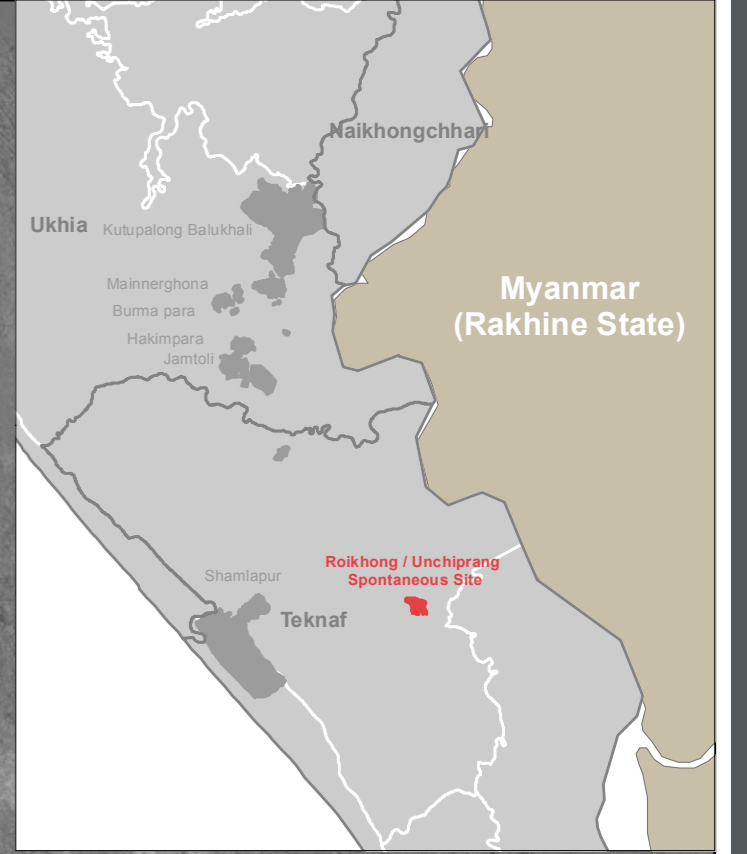 Naikhongchhari
Ukhia
Kutupalong Balukhali
Mainnerghona
Burma para
Hakimpara
Jamtoli
Myanmar
(Rakhine State)
Roikhong / Unchiprang
Spontaneous Site
Shamlapur
Teknaf